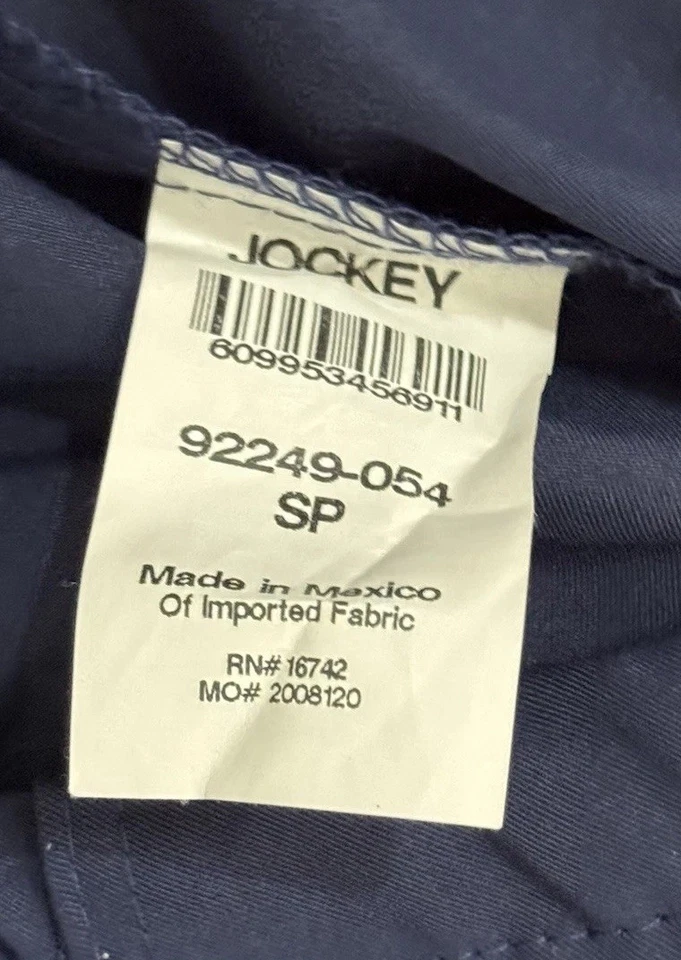 JOCKEY
609953456911
92249-054
SP
Made in Mexico
Of Imported Fabric
RN# 16742
MO# 2008120